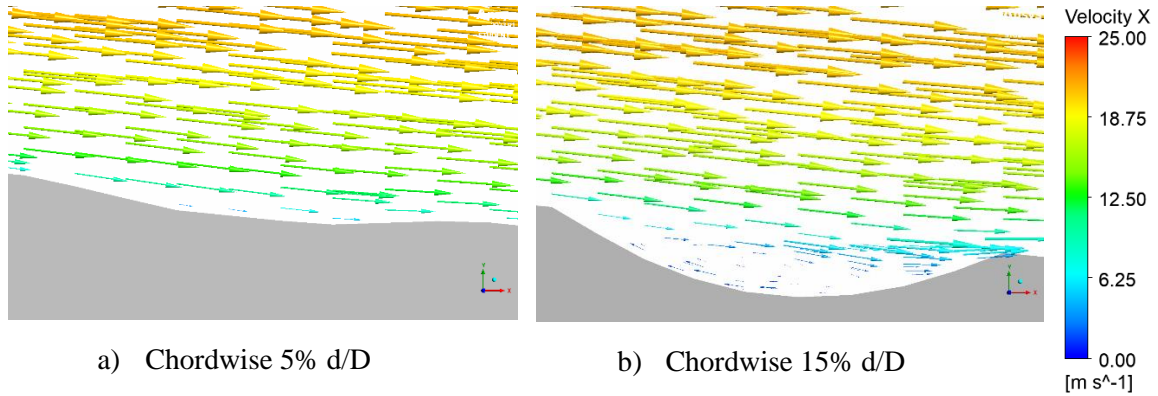 Velocity X
25.00
18.75
12.50
6.25
0.00
[m s^-1]
Y
X
Y
X
a) Chordwise 5% d/D
b) Chordwise 15% d/D